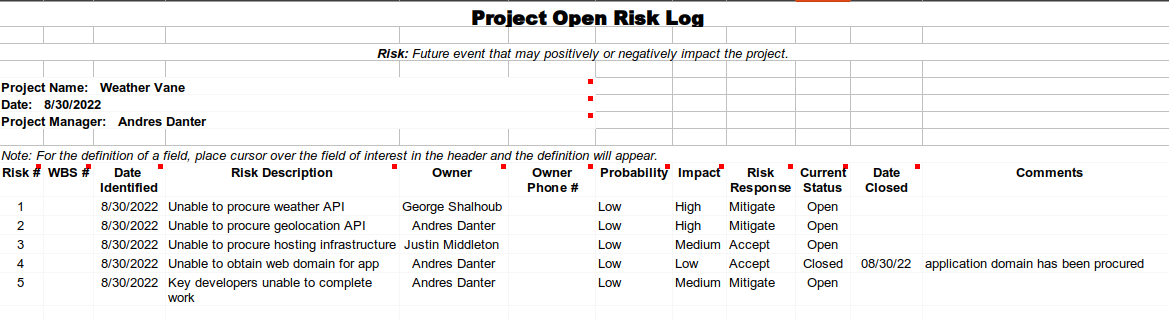 Project Open Risk Log
Risk: Future event that may positively or negatively impact the project.
Project Name: Weather Vane
Date: 8/30/2022
Project Manager: Andres Danter
Note: For the definition of a field, place cursor over the field of interest in the header and the definition will appear.
Risk # WBS # Date Identified Risk Description Owner Owner Phone # Probability Impact Risk Response Current Status Date Closed Comments
1 8/30/2022 Unable to procure weather API George Shalhoub Low High Mitigate Open
2 8/30/2022 Unable to procure geolocation API Andres Danter Low High Mitigate Open
3 8/30/2022 Unable to procure hosting infrastructure Justin Middleton Low Medium Accept Open
4 8/30/2022 Unable to obtain web domain for app Andres Danter Low Low Accept Closed 08/30/22 application domain has been procured
5 8/30/2022 Key developers unable to complete work Andres Danter Low Medium Mitigate Open